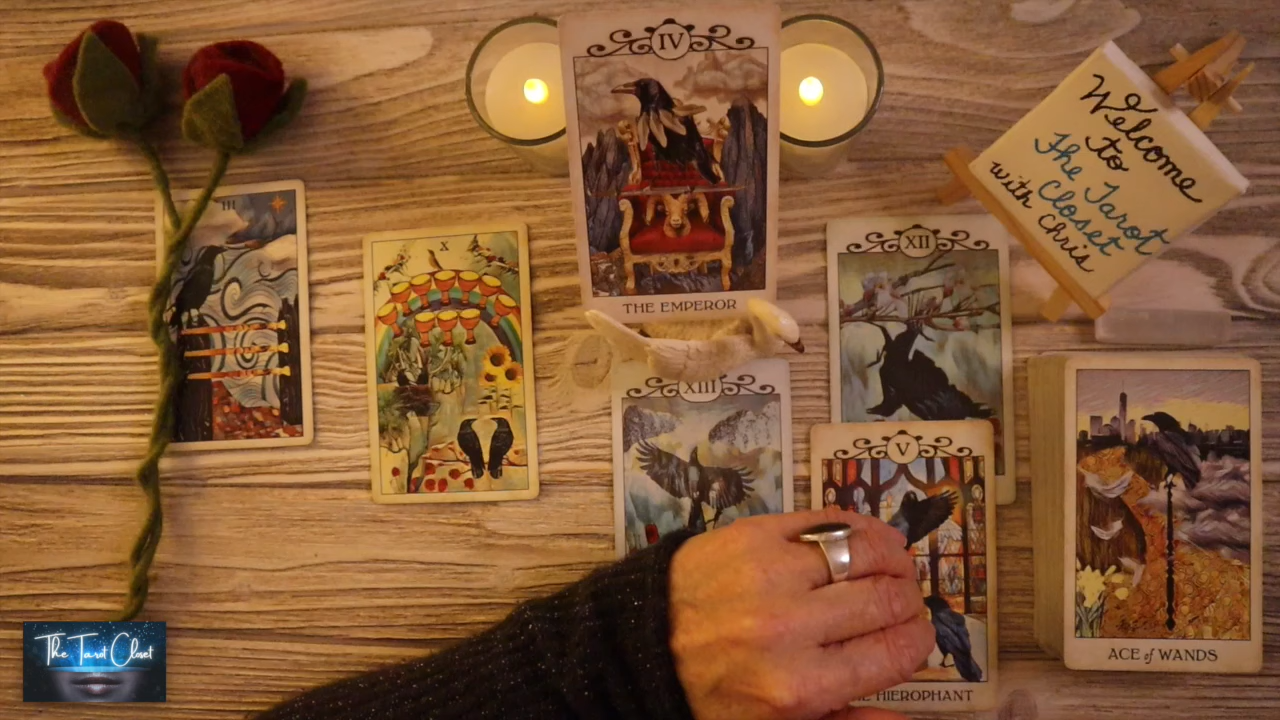 IV
THE EMPEROR
Welcome
to
The Tarot
Closet
with Chris
III
X
XII
XIII
V
HIEROPHANT
ACE of WANDS
The Tarot Closet